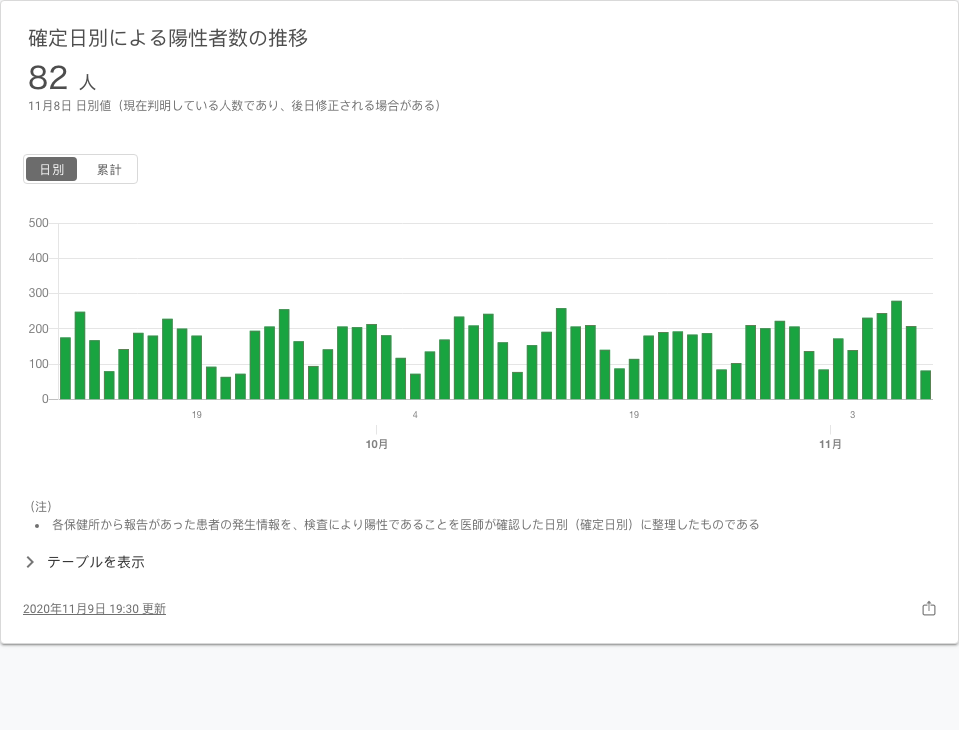 確定日別による陽性者数の推移
82 人
11月8日 日別値（現在判明している人数であり、後日修正される場合がある）
日別 累計
500
400
300
200
100
0
19 4 19 3
10月 11月
（注）
• 各保健所から報告があった患者の発生情報を、検査により陽性であることを医師が確認した日別（確定日別）に整理したものである
テーブルを表示
2020年11月9日 19:30 更新